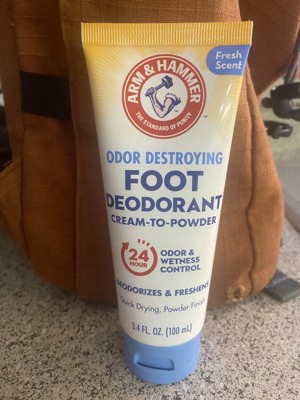 Fresh
Scent
ARM & HAMMER
THE STANDARD OF PURITY
ODOR DESTROYING
FOOT
DEODORANT
CREAM-TO-POWDER
24
HOUR
ODOR &
WETNESS
CONTROL
DEODORIZES & FRESHENS
Quick Drying, Powder Finish
3.4 FL. OZ. (100 mL)